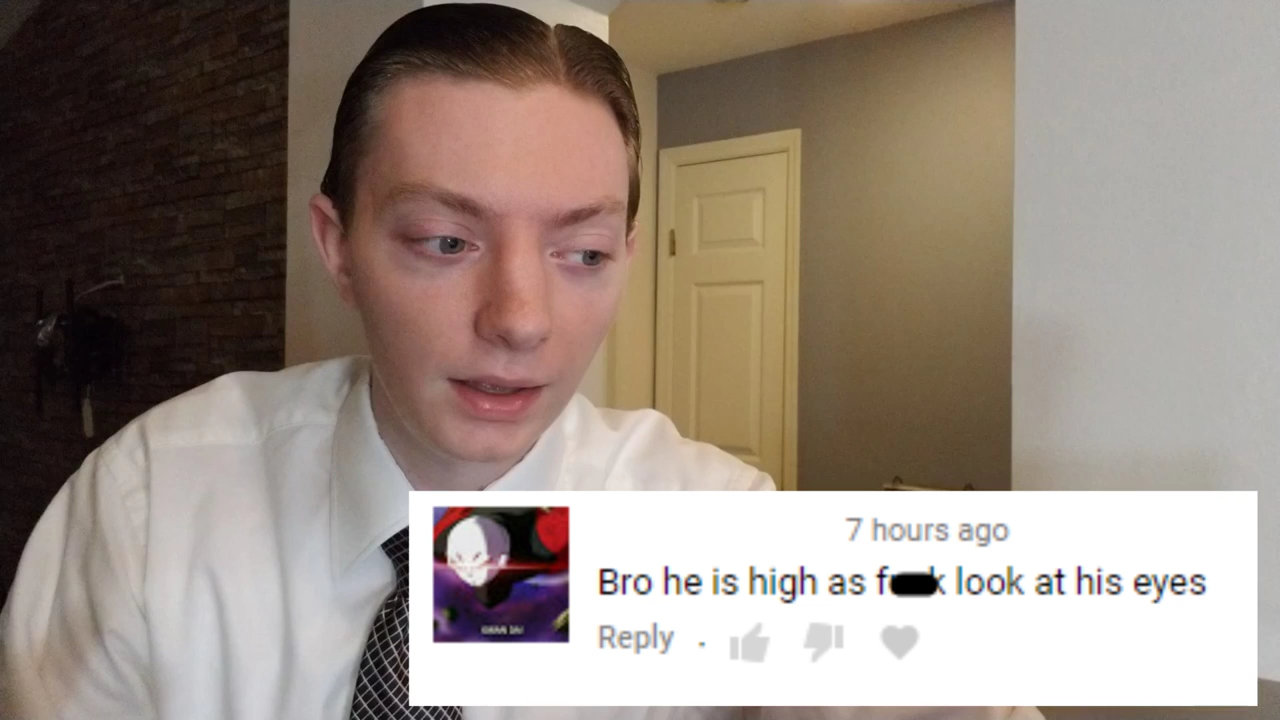 7 hours ago
Bro he is high as f k look at his eyes
Reply